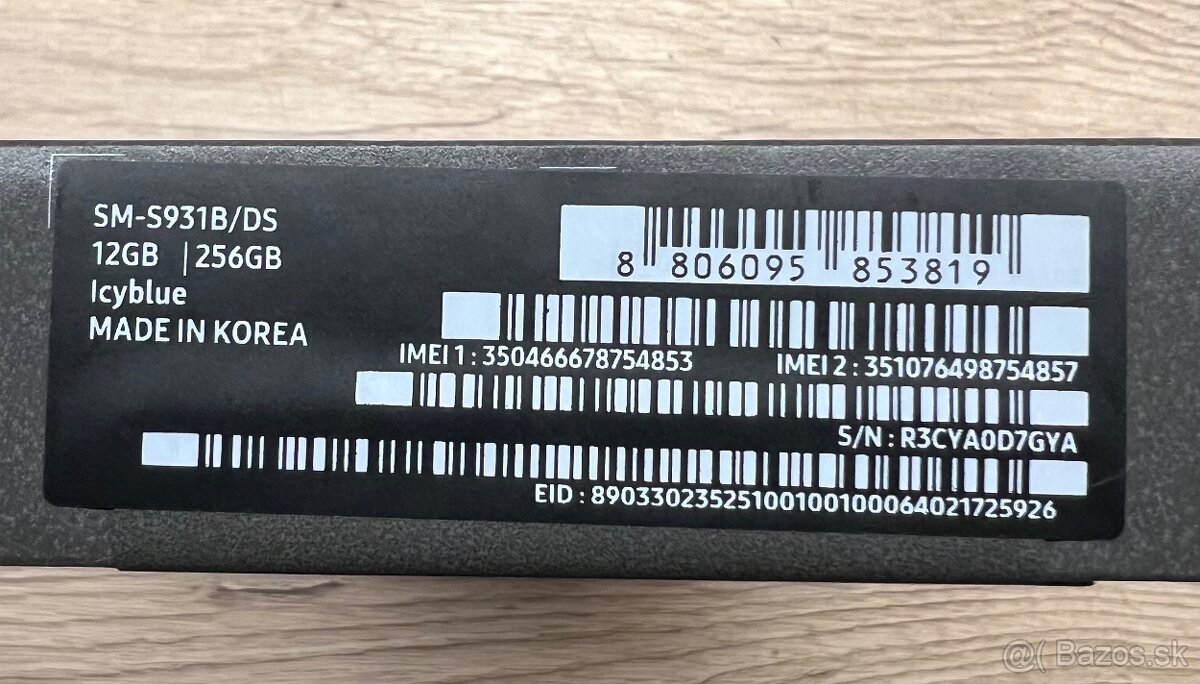 SM-S931B/DS
12GB | 256GB
Icyblue
MADE IN KOREA
8 806095 853819
IMEI 1 : 350466678754853 IMEI 2 : 351076498754857
S/N : R3CYA0D7GYA
EID : 89033023525100100100064021725926
@( Bazos.sk